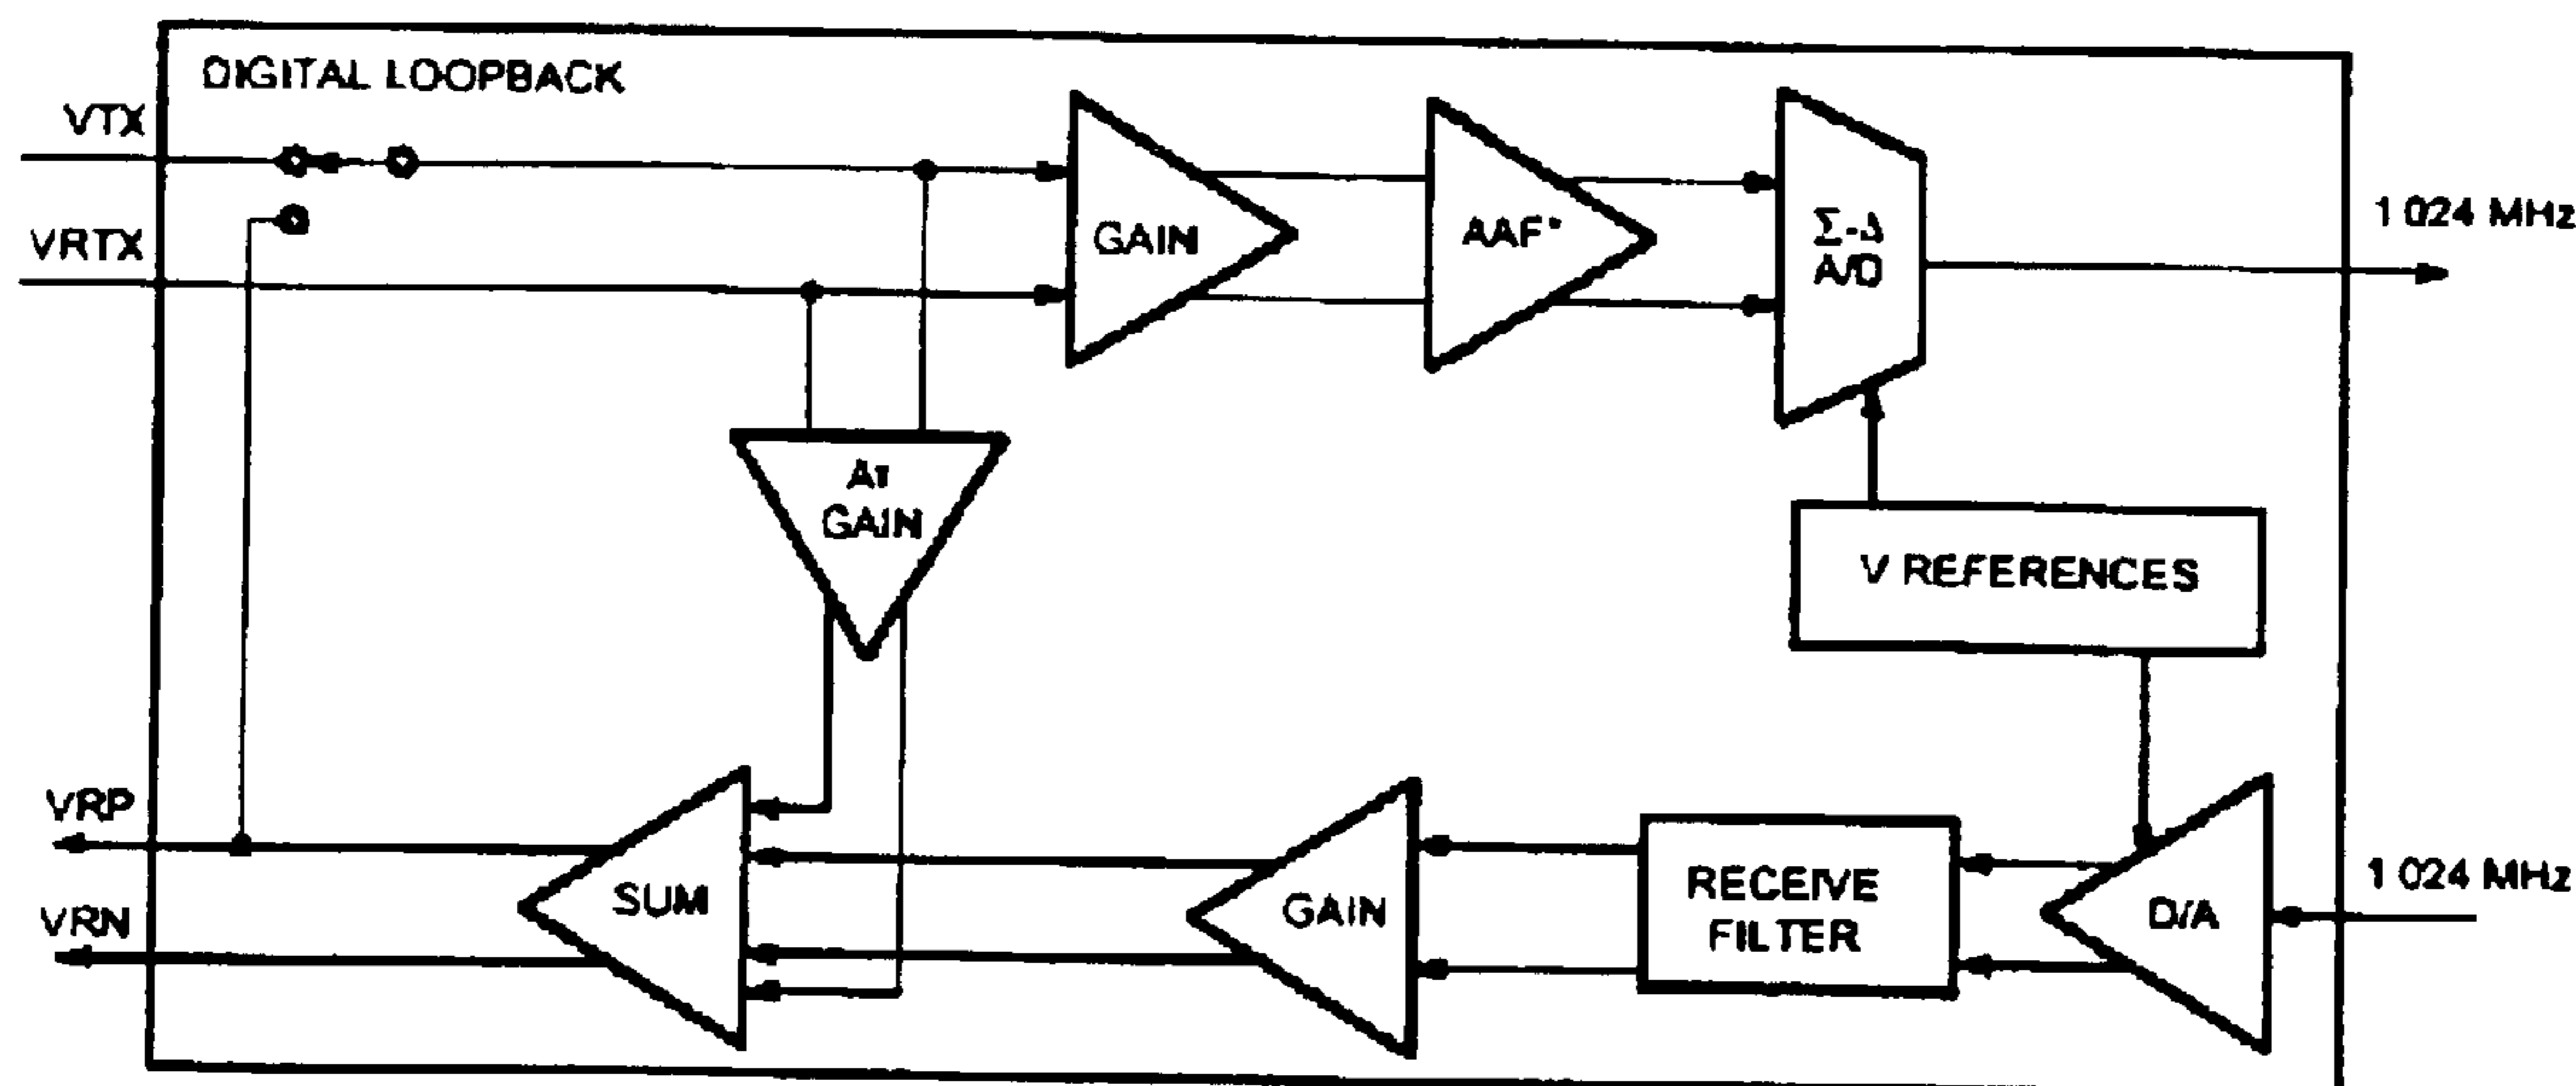 DIGITAL LOOPBACK
VTX
VRTX
GAIN
AAF*
Σ-Δ
A/D
1 024 MHz
AT
GAIN
V REFERENCES
VRP
VRN
SUM
GAIN
RECEIVE
FILTER
D/A
1 024 MHz